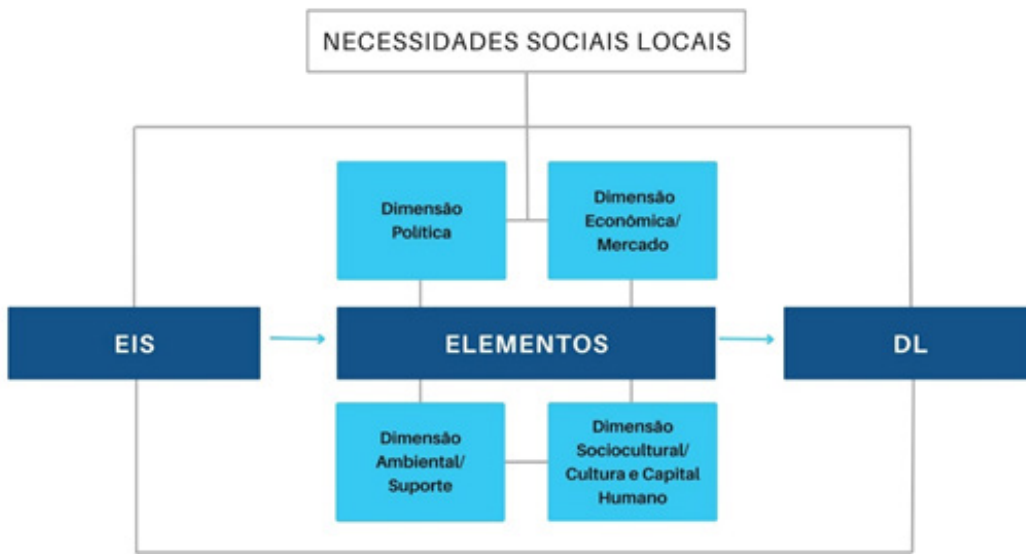 NECESSIDADES SOCIAIS LOCAIS
Dimensão
Política
Dimensão
Econômica/
Mercado
EIS
ELEMENTOS
DL
Dimensão
Ambiental/
Suporte
Dimensão
Sociocultural/
Cultura e Capital
Humano